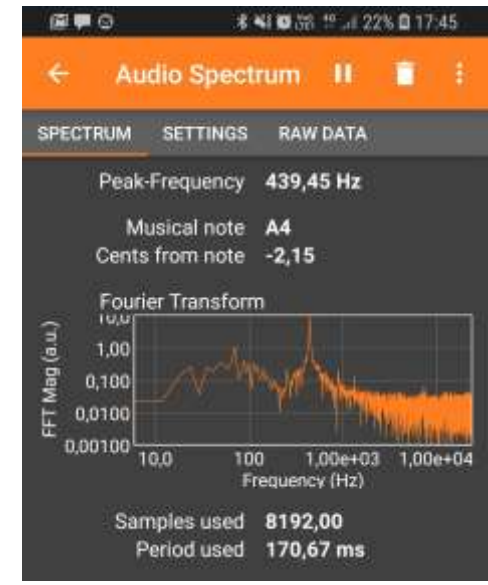 22% 17:45
Audio Spectrum
SPECTRUM SETTINGS RAW DATA
Peak-Frequency 439,45 Hz
Musical note A4
Cents from note -2,15
Fourier Transform
10,0
1,00
0,100
0,0100
0,00100
FFT Mag (a.u.)
10,0 100 1,00e+03 1,00e+04
Frequency (Hz)
Samples used 8192,00
Period used 170,67 ms